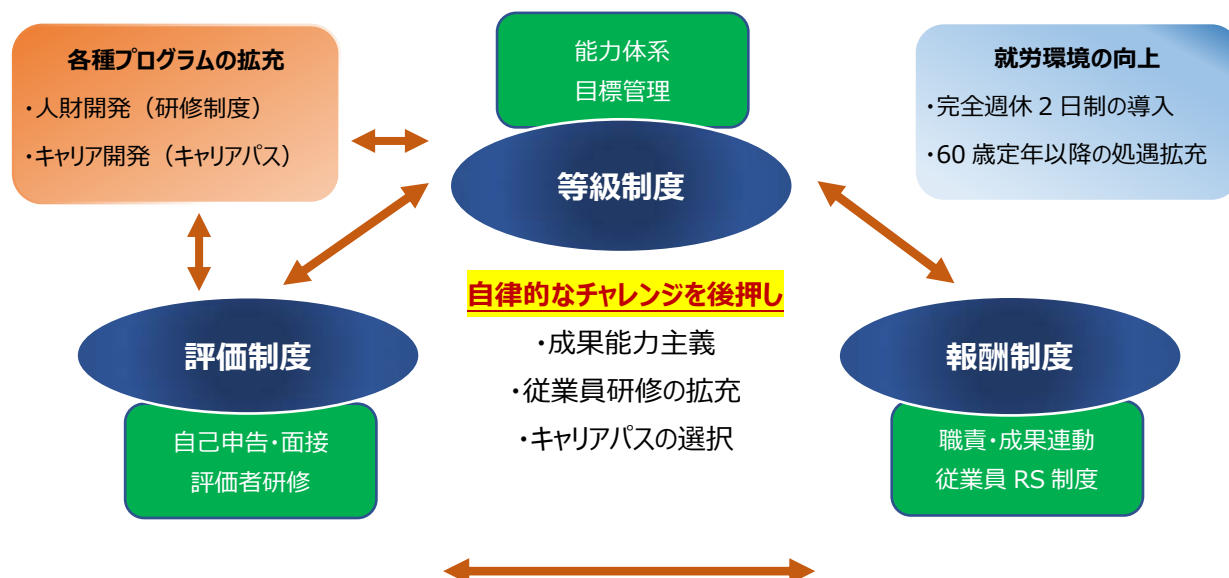 各種プログラムの拡充
・人財開発（研修制度）
・キャリア開発（キャリアパス）
能力体系
目標管理
等級制度
就労環境の向上
・完全週休 2 日制の導入
・60 歳定年以降の処遇拡充
自律的なチャレンジを後押し
・成果能力主義
・従業員研修の拡充
・キャリアパスの選択
評価制度
自己申告・面接
評価者研修
報酬制度
職責・成果連動
従業員 RS 制度